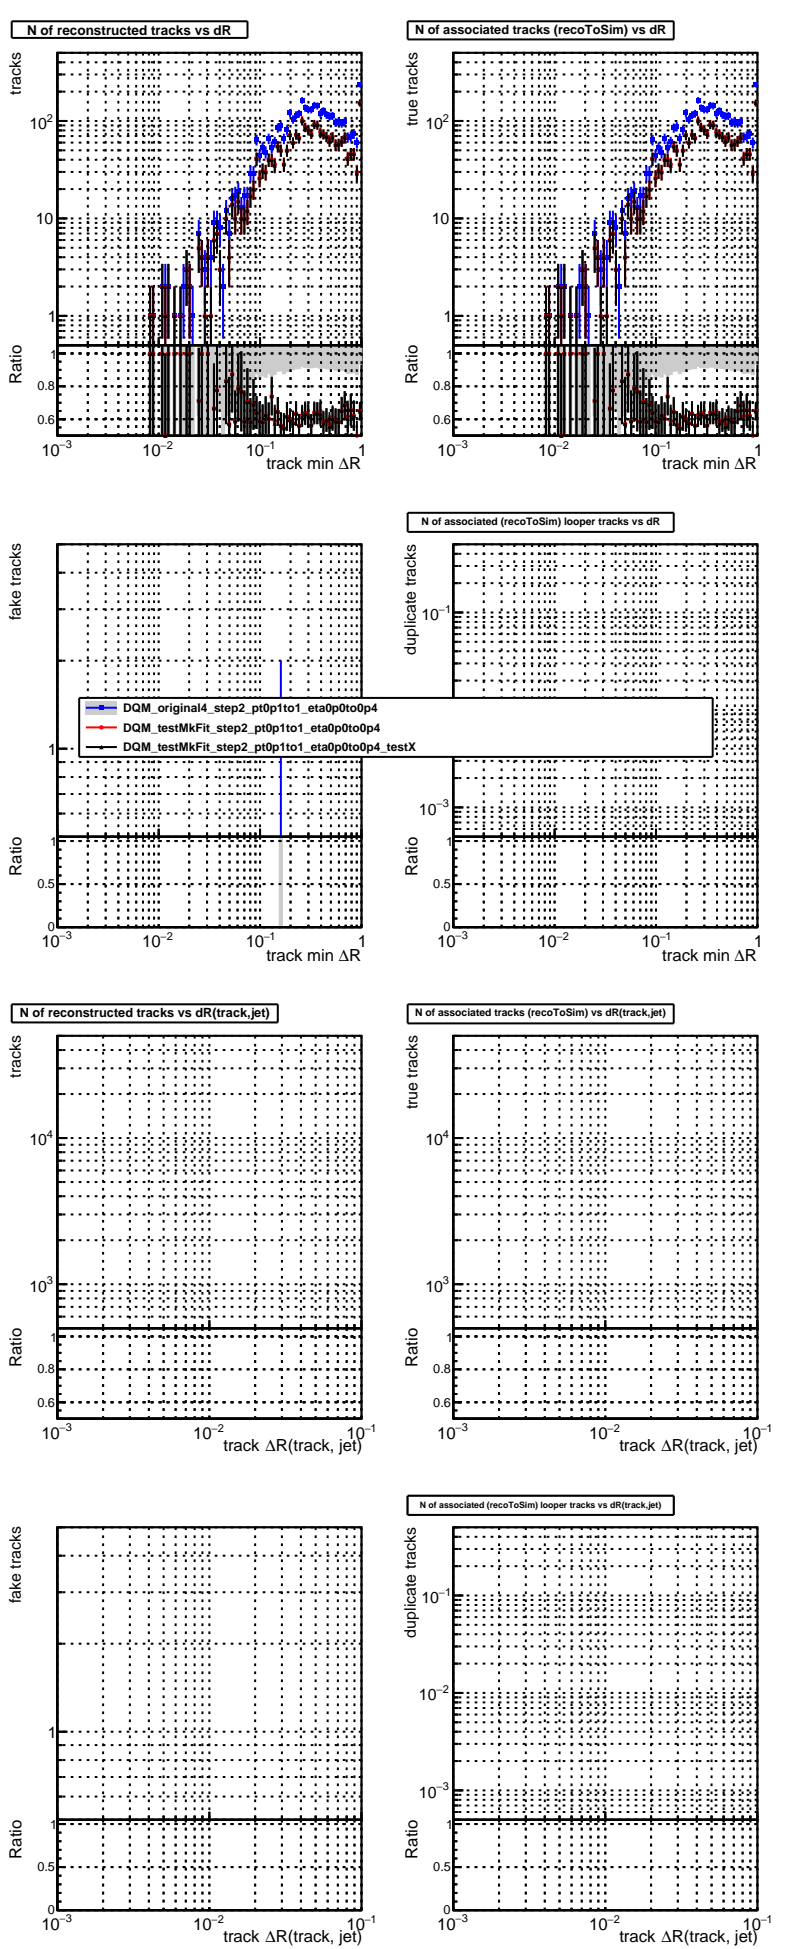 N of reconstructed tracks vs dR
tracks
10²
10
1
Ratio
1
0.8
0.6
10⁻³
10⁻²
10⁻¹
1
track min ΔR
N of associated tracks (recoToSim) vs dR
true tracks
10²
10
1
Ratio
1
0.8
0.6
10⁻³
10⁻²
10⁻¹
1
track min ΔR
fake tracks
1
Ratio
1
0.5
0
10⁻³
10⁻²
10⁻¹
1
track min ΔR
N of associated (recoToSim) looper tracks vs dR
duplicate tracks
10⁻¹
10⁻³
Ratio
1
0.5
0
10⁻³
10⁻²
10⁻¹
1
track min ΔR
DQM_original4_step2_pt0p1to1_eta0p0to0p4
DQM_testMkFit_step2_pt0p1to1_eta0p0to0p4
DQM_testMkFit_step2_pt0p1to1_eta0p0to0p4_testX
N of reconstructed tracks vs dR(track,jet)
tracks
10⁴
10³
Ratio
1
0.8
0.6
10⁻³
10⁻²
10⁻¹
track ΔR(track, jet)
N of associated tracks (recoToSim) vs dR(track,jet)
true tracks
10⁴
10³
Ratio
1
0.8
0.6
10⁻³
10⁻²
10⁻¹
track ΔR(track, jet)
fake tracks
1
Ratio
1
0.5
0
10⁻³
10⁻²
10⁻¹
track ΔR(track, jet)
N of associated (recoToSim) looper tracks vs dR(track,jet)
duplicate tracks
10⁻¹
10⁻²
10⁻³
Ratio
1
0.5
0
10⁻³
10⁻²
10⁻¹
track ΔR(track, jet)